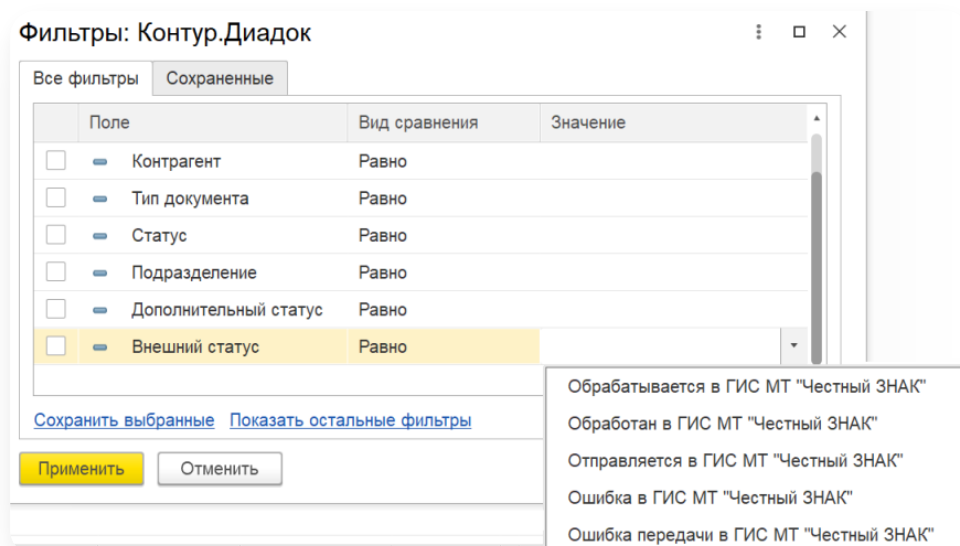 Фильтры: Контур.Диадок
Все фильтры Сохраненные
Поле Вид сравнения Значение
Контрагент Равно
Тип документа Равно
Статус Равно
Подразделение Равно
Дополнительный статус Равно
Внешний статус Равно
Обрабатывается в ГИС МТ "Честный ЗНАК"
Сохранить выбранные Показать остальные фильтры
Обработан в ГИС МТ "Честный ЗНАК"
Применить Отменить
Отправляется в ГИС МТ "Честный ЗНАК"
Ошибка в ГИС МТ "Честный ЗНАК"
Ошибка передачи в ГИС МТ "Честный ЗНАК"